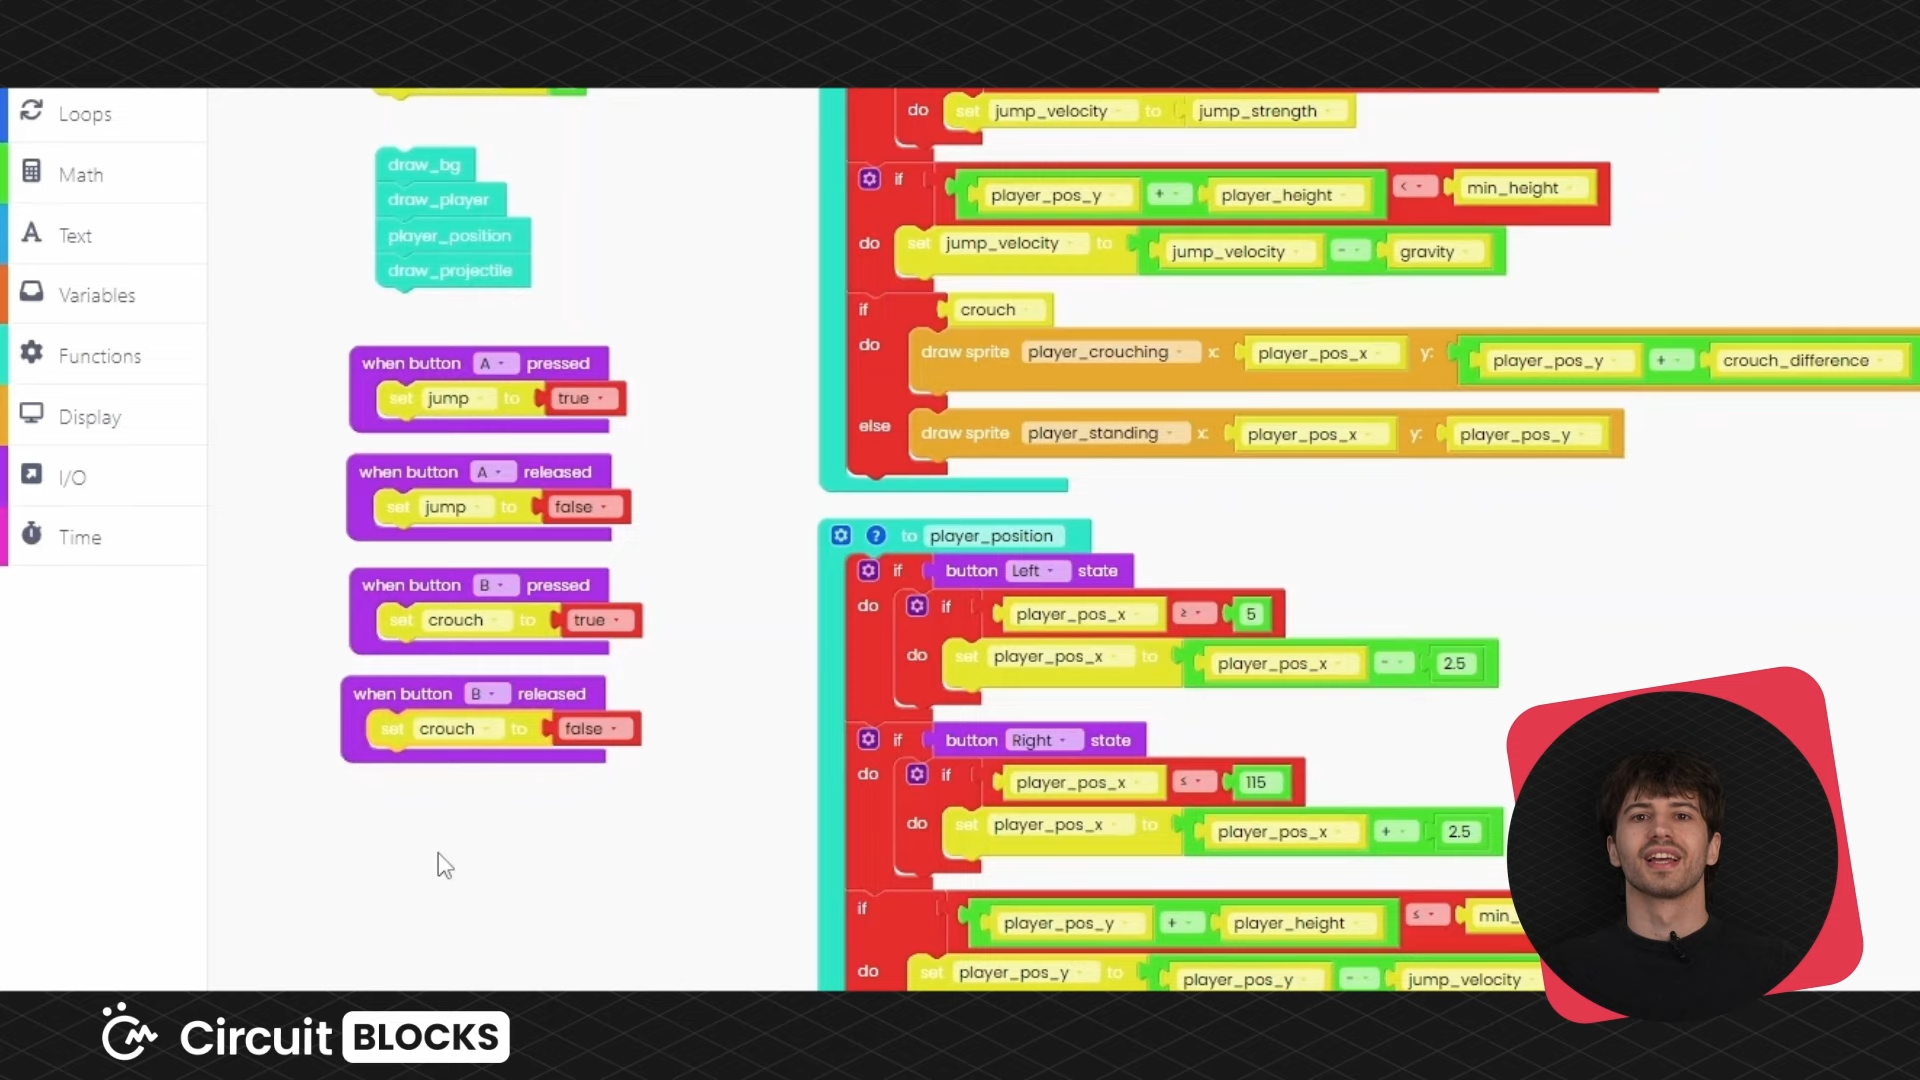 Loops
Math
Text
Variables
Functions
Display
I/O
Time
draw_bg
draw_player
player_position
draw_projectile
when button A pressed
set jump to true
when button A released
set jump to false
when button B pressed
set crouch to true
when button B released
set crouch to false
do set jump_velocity to jump_strength
if player_pos_y + player_height < min_height
do set jump_velocity to jump_velocity - gravity
if crouch
do draw sprite player_crouching x: player_pos_x y: player_pos_y + crouch_difference
else draw sprite player_standing x: player_pos_x y: player_pos_y
? to player_position
if button Left state
do if player_pos_x ≥ 5
do set player_pos_x to player_pos_x - 2.5
if button Right state
do if player_pos_x ≤ 115
do set player_pos_x to player_pos_x + 2.5
if player_pos_y + player_height ≤ min_
do set player_pos_y to player_pos_y - jump_velocity
Circuit BLOCKS